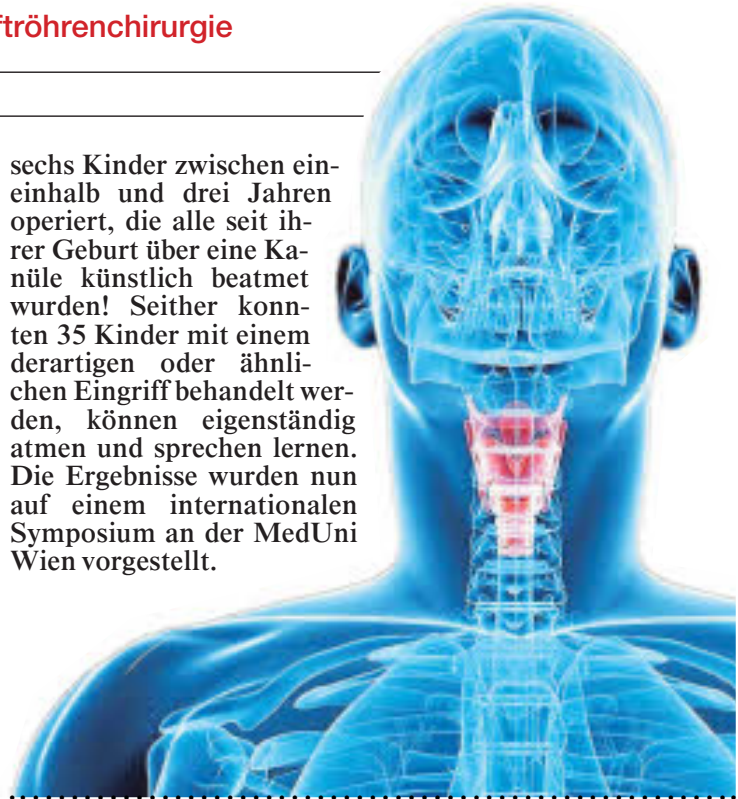 ftröhrenchirurgie
sechs Kinder zwischen ein-
einhalb und drei Jahren
operiert, die alle seit ih-
rer Geburt über eine Ka-
nüle künstlich beatmet
wurden! Seither konn-
ten 35 Kinder mit einem
derartigen oder ähnli-
chen Eingriff behandelt wer-
den, können eigenständig
atmen und sprechen lernen.
Die Ergebnisse wurden nun
auf einem internationalen
Symposium an der MedUni
Wien vorgestellt.